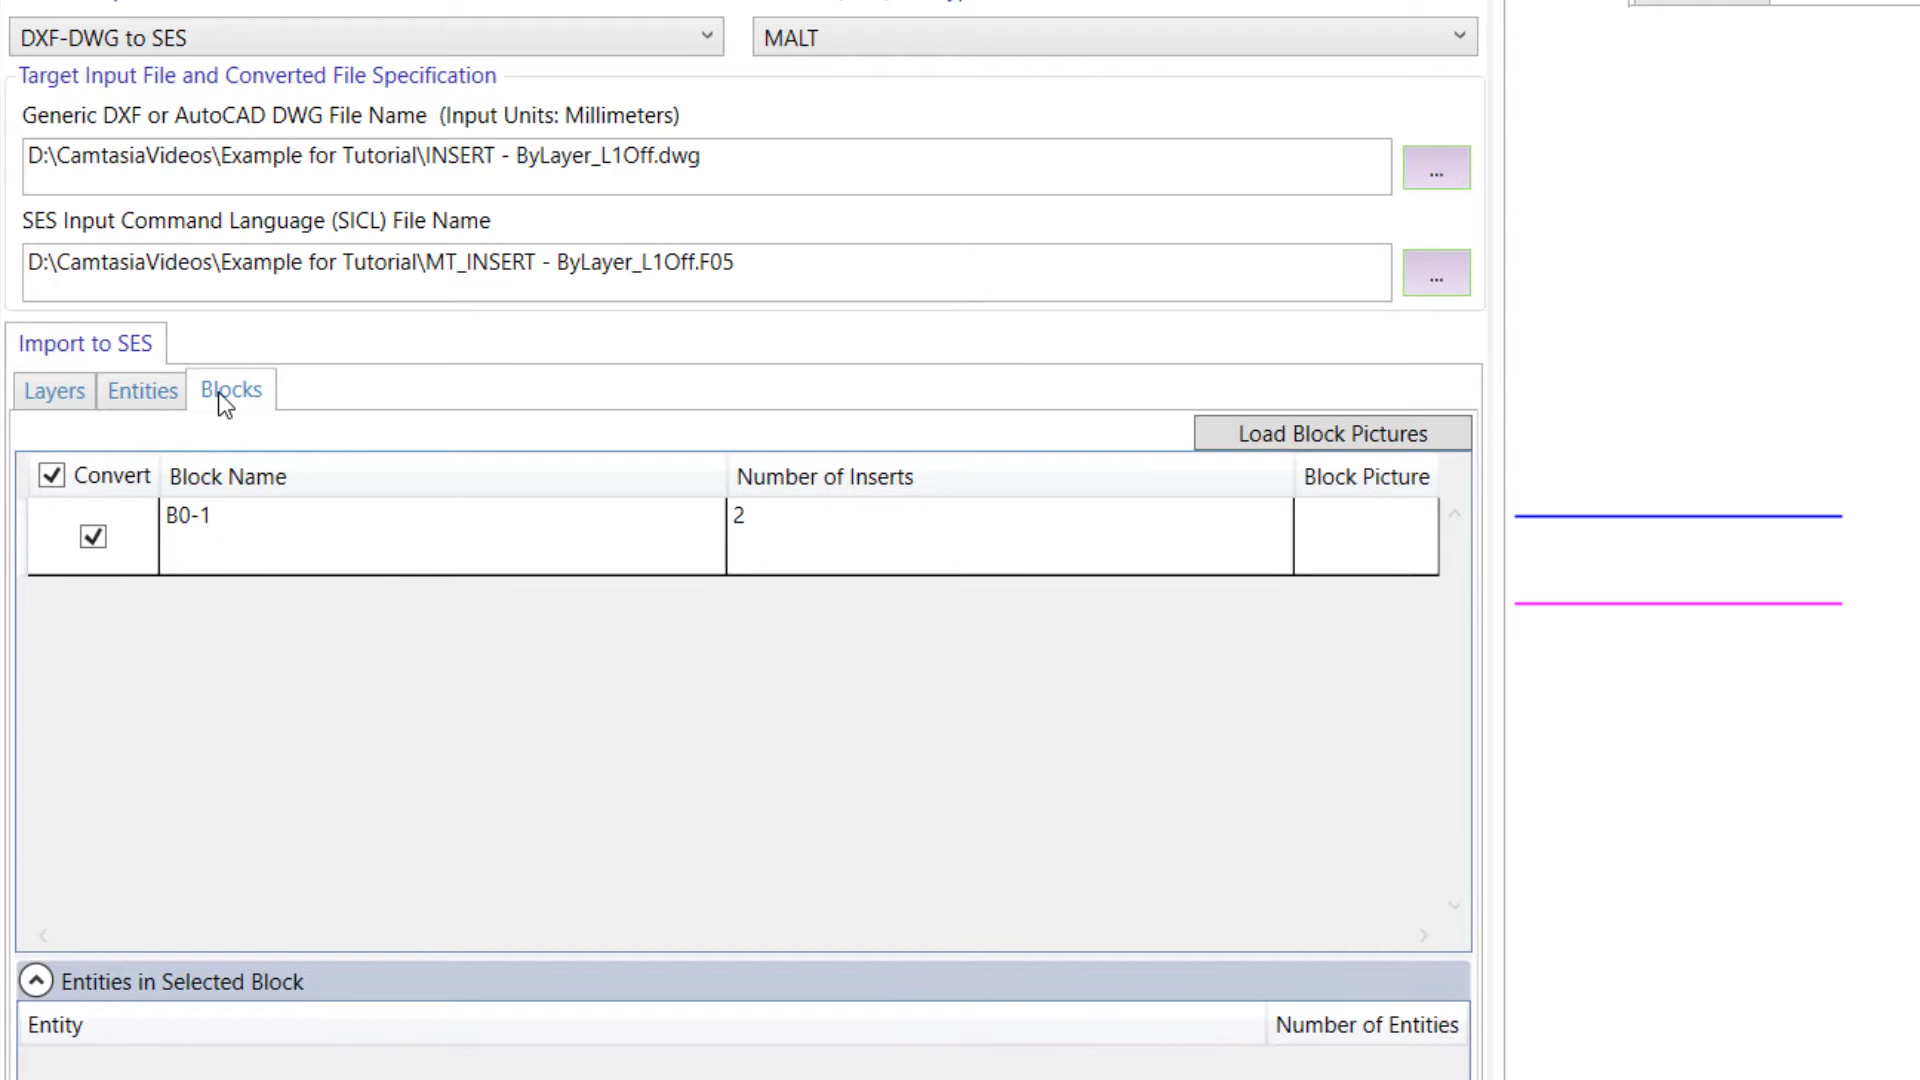 DXF-DWG to SES
MALT
Target Input File and Converted File Specification
Generic DXF or AutoCAD DWG File Name (Input Units: Millimeters)
D:\CamtasiaVideos\Example for Tutorial\INSERT - ByLayer_L1Off.dwg
...
SES Input Command Language (SICL) File Name
D:\CamtasiaVideos\Example for Tutorial\MT_INSERT - ByLayer_L1Off.F05
...
Import to SES
Layers Entities Blocks
Load Block Pictures
Convert Block Name Number of Inserts Block Picture
B0-1 2
Entities in Selected Block
Entity Number of Entities